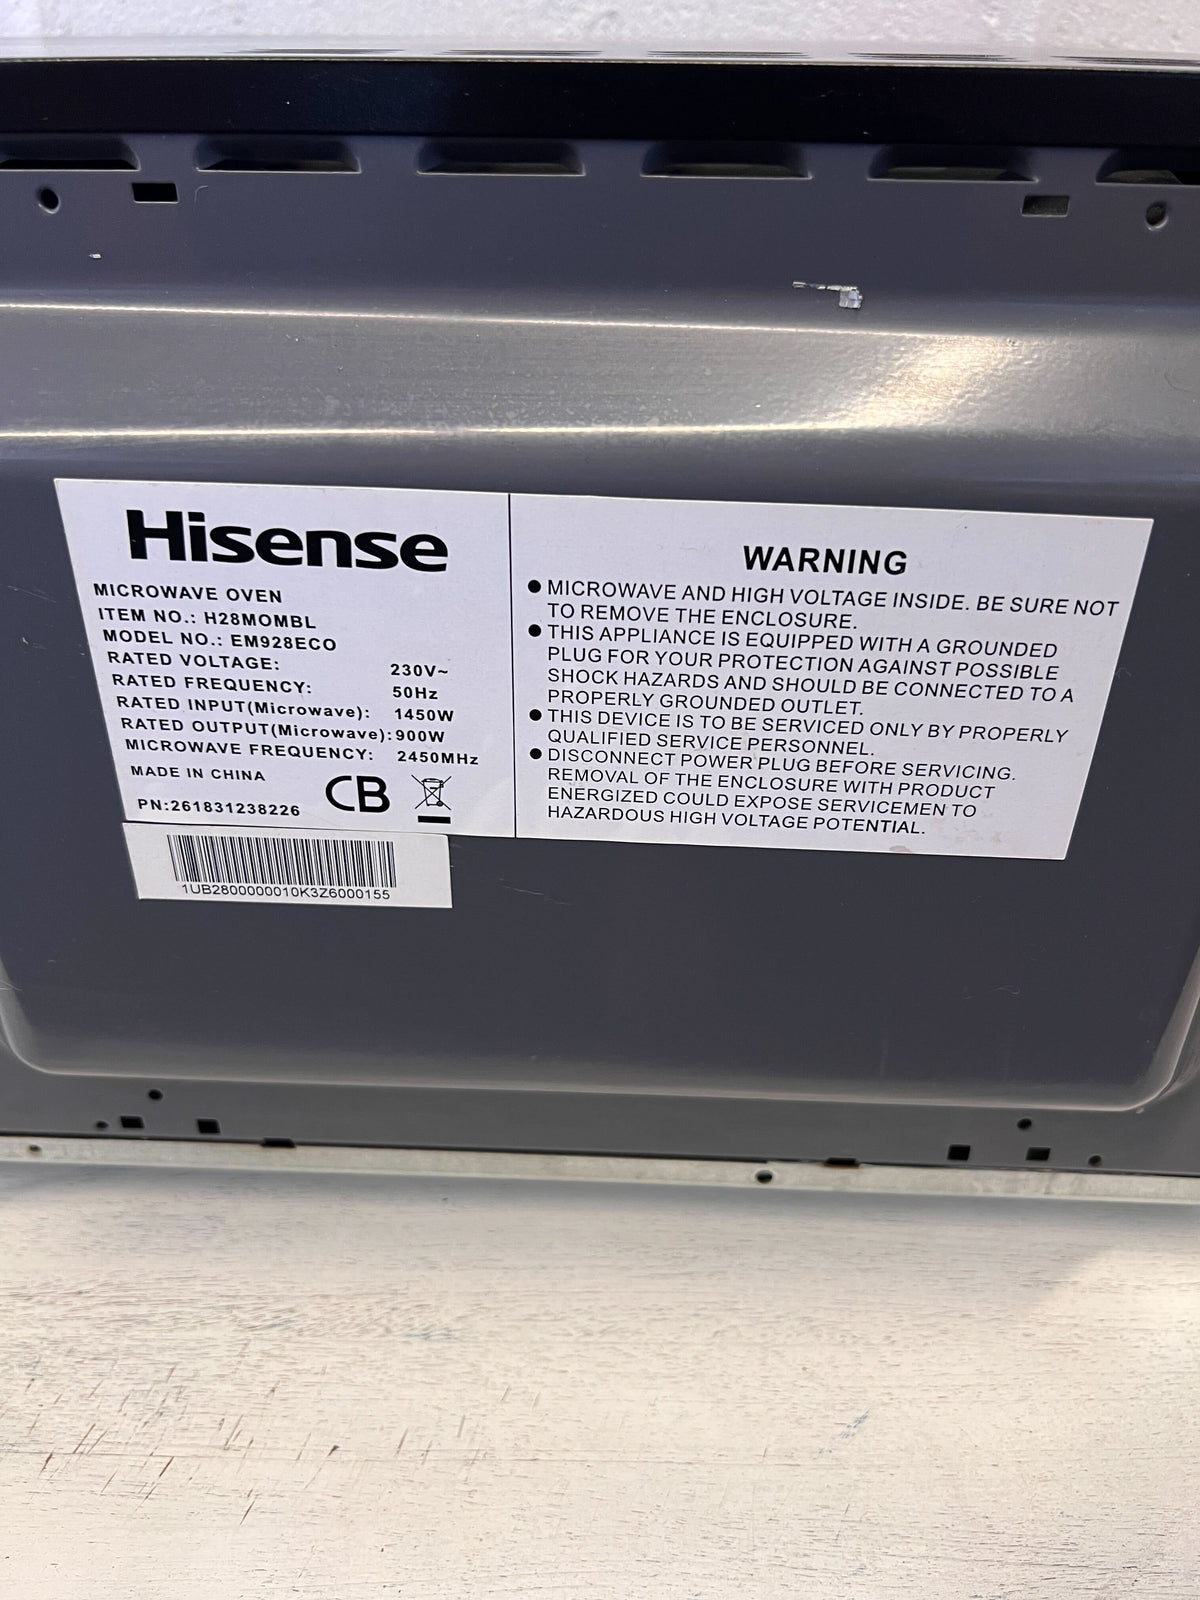 Hisense
MICROWAVE OVEN
ITEM NO.: H28MOMBL
MODEL NO.: EM928ECO
RATED VOLTAGE: 230V~
RATED FREQUENCY: 50Hz
RATED INPUT(Microwave): 1450W
RATED OUTPUT(Microwave): 900W
MICROWAVE FREQUENCY: 2450MHz
MADE IN CHINA
CB
PN:261831238226
1UB2800000010K3Z6000155
WARNING
● MICROWAVE AND HIGH VOLTAGE INSIDE. BE SURE NOT
TO REMOVE THE ENCLOSURE.
● THIS APPLIANCE IS EQUIPPED WITH A GROUNDED
PLUG FOR YOUR PROTECTION AGAINST POSSIBLE
SHOCK HAZARDS AND SHOULD BE CONNECTED TO A
PROPERLY GROUNDED OUTLET.
● THIS DEVICE IS TO BE SERVICED ONLY BY PROPERLY
QUALIFIED SERVICE PERSONNEL.
● DISCONNECT POWER PLUG BEFORE SERVICING.
REMOVAL OF THE ENCLOSURE WITH PRODUCT
ENERGIZED COULD EXPOSE SERVICEMEN TO
HAZARDOUS HIGH VOLTAGE POTENTIAL.